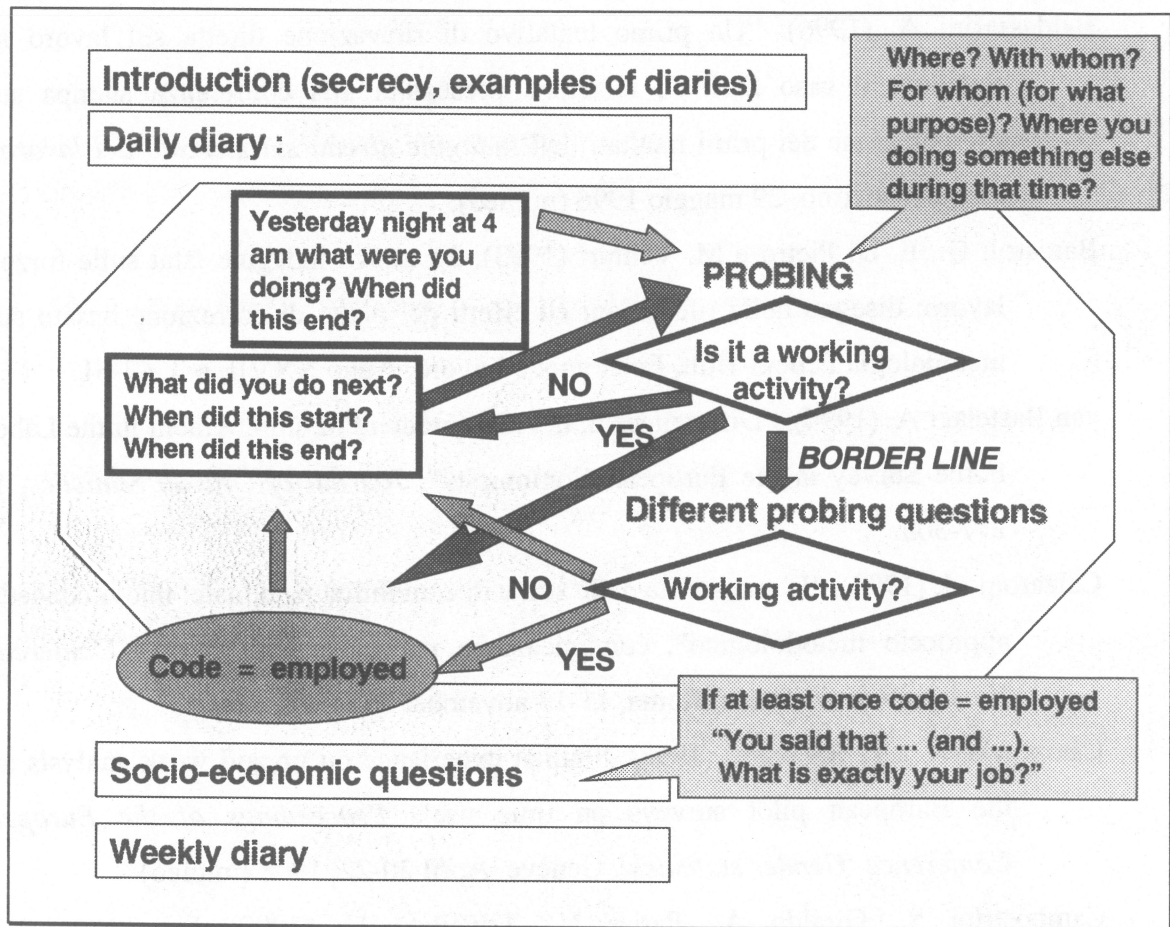 Introduction (secrecy, examples of diaries)
Where? With whom?
For whom (for what
purpose)? Where you
doing something else
during that time?
Daily diary :
Yesterday night at 4
am what were you
doing? When did
this end?
PROBING
Is it a working
activity?
NO
What did you do next?
When did this start?
When did this end?
YES
BORDER LINE
Different probing questions
NO
Working activity?
YES
Code = employed
If at least once code = employed
"You said that ... (and ...).
What is exactly your job?"
Socio-economic questions
Weekly diary